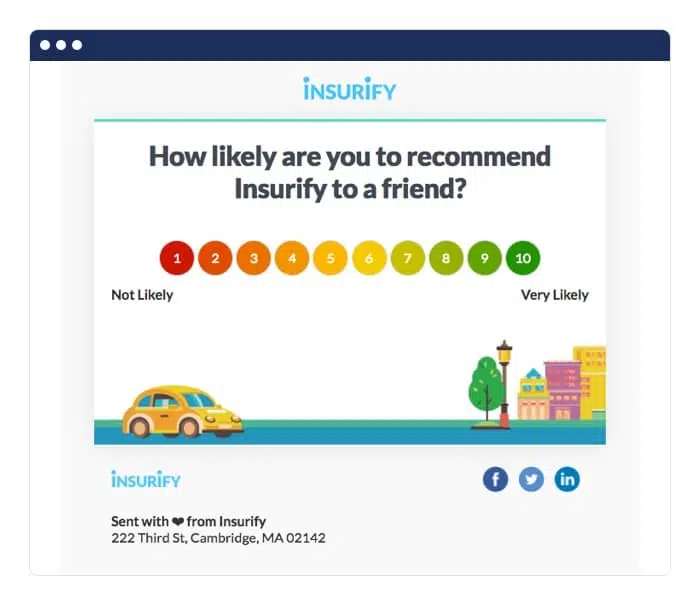 INSURIFY
How likely are you to recommend
Insurify to a friend?
1 2 3 4 5 6 7 8 9 10
Not Likely Very Likely
INSURIFY
f in
Sent with ❤ from Insurify
222 Third St, Cambridge, MA 02142